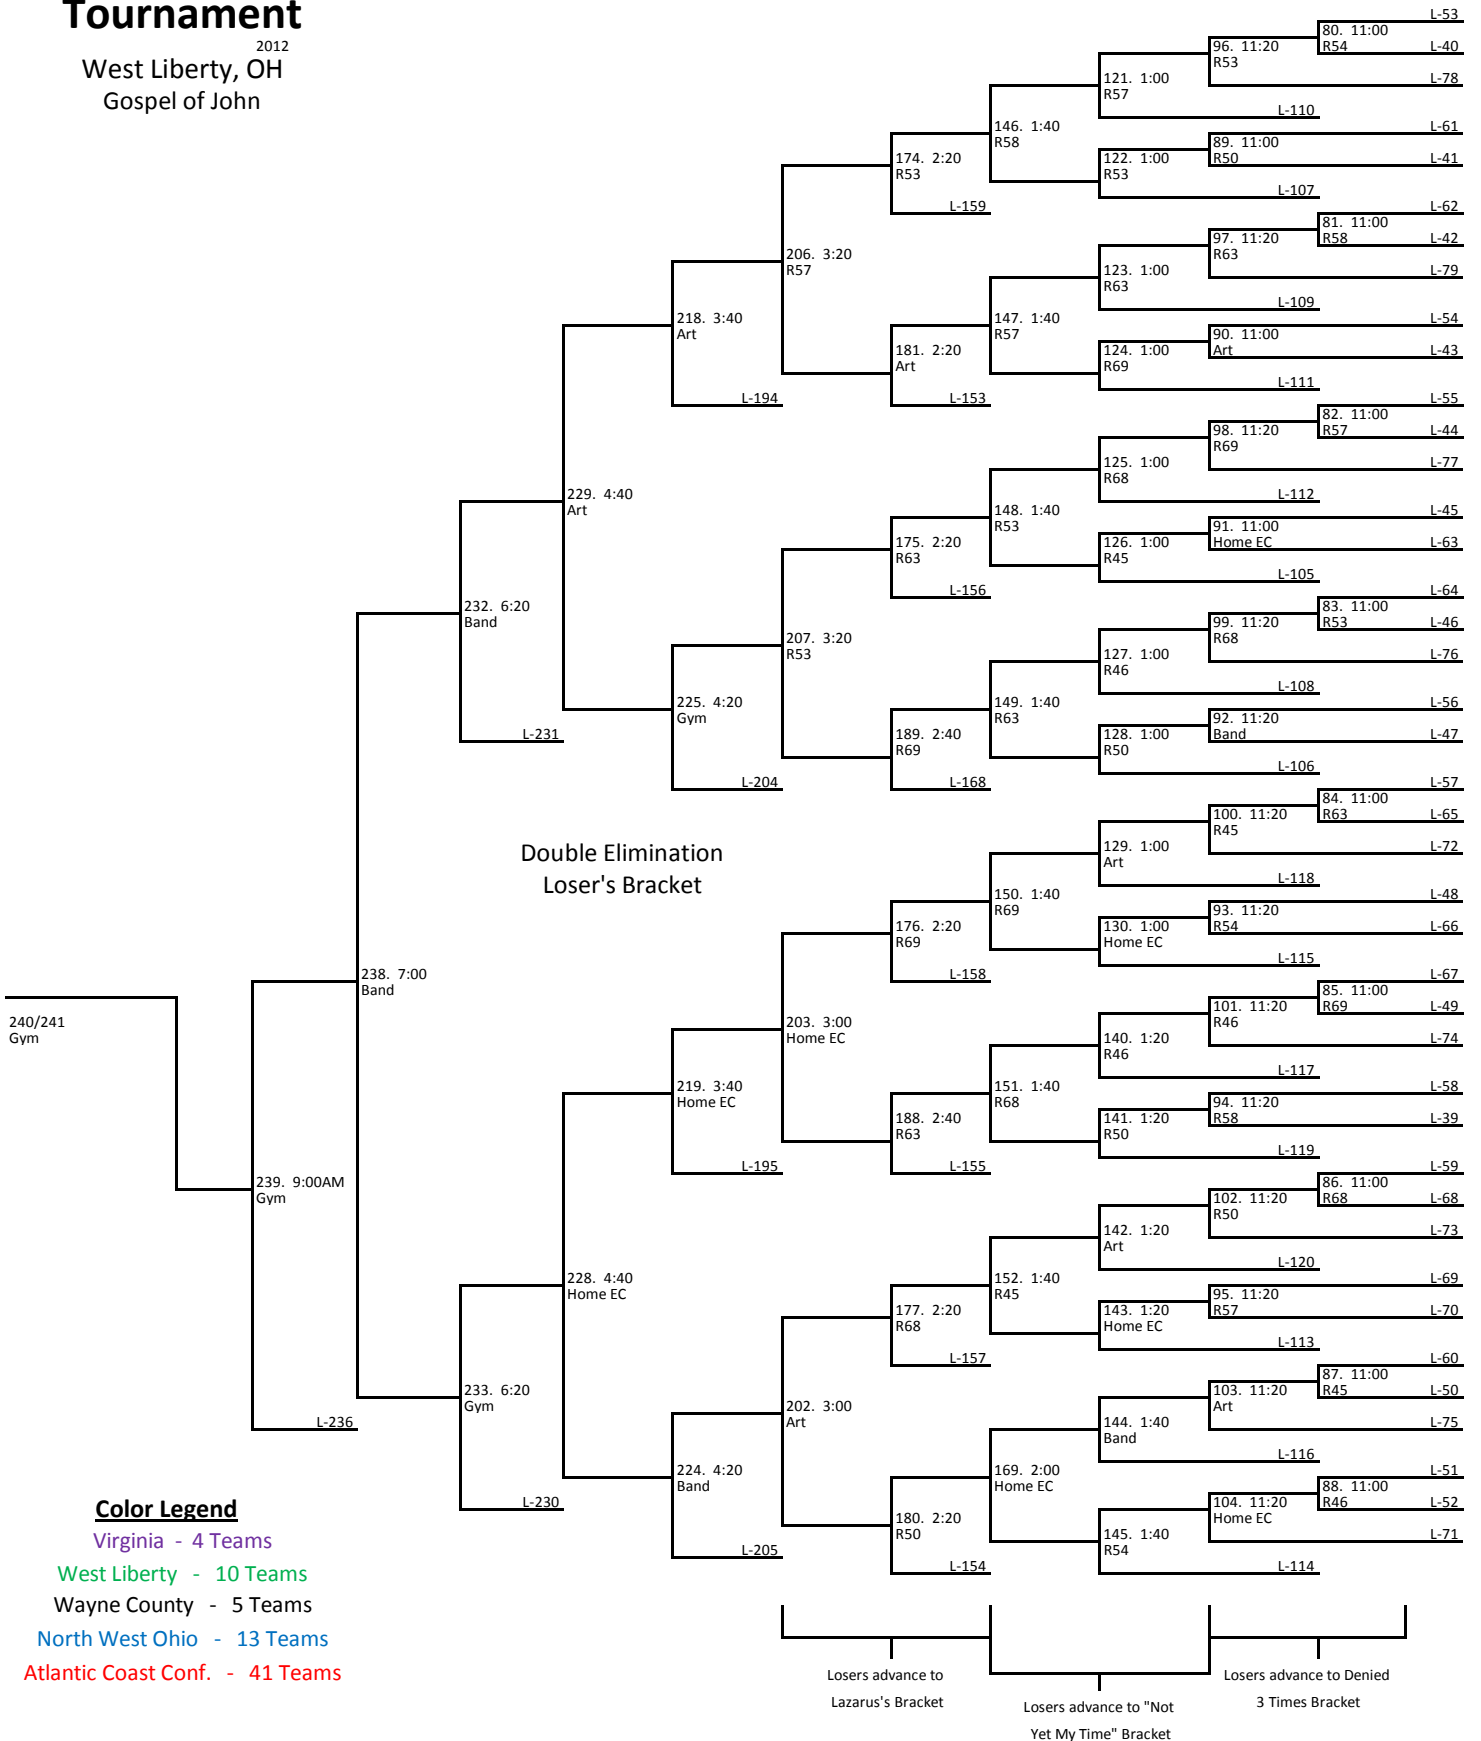 Tournament
2012
West Liberty, OH
Gospel of John
L-53
80.  11:00
R54
L-40
96.  11:20
R53
L-78
121.  1:00
R57
L-110
146.  1:40
R58
L-61
89.  11:00
R50
L-41
122.  1:00
R53
L-107
174.  2:20
R53
L-159
L-62
81.  11:00
R58
L-42
97.  11:20
R63
L-79
123.  1:00
R63
L-109
206.  3:20
R57
147.  1:40
R57
L-54
90.  11:00
Art
L-43
124.  1:00
R69
L-111
181.  2:20
Art
L-153
218.  3:40
Art
L-194
L-55
82.  11:00
R57
L-44
98.  11:20
R69
L-77
125.  1:00
R68
L-112
148.  1:40
R53
L-45
91.  11:00
Home EC
L-63
126.  1:00
R45
L-105
175.  2:20
R63
L-156
229.  4:40
Art
L-64
83.  11:00
R53
L-46
99.  11:20
R68
L-76
127.  1:00
R46
L-108
207.  3:20
R53
149.  1:40
R63
L-56
92.  11:20
Band
L-47
128.  1:00
R50
L-106
189.  2:40
R69
L-168
225.  4:20
Gym
L-204
232.  6:20
Band
L-231
Double Elimination
Loser's Bracket
L-57
84.  11:00
R63
L-65
100.  11:20
R45
L-72
129.  1:00
Art
L-118
150.  1:40
R69
L-48
93.  11:20
R54
L-66
130.  1:00
Home EC
L-115
176.  2:20
R69
L-158
238.  7:00
Band
240/241
Gym
L-67
85.  11:00
R69
L-49
101.  11:20
R46
L-74
140.  1:20
R46
L-117
203.  3:00
Home EC
151.  1:40
R68
L-58
94.  11:20
R58
L-39
141.  1:20
R50
L-119
188.  2:40
R63
L-155
219.  3:40
Home EC
L-195
239.  9:00AM
Gym
L-236
L-59
86.  11:00
R68
L-68
102.  11:20
R50
L-73
142.  1:20
Art
L-120
152.  1:40
R45
L-69
95.  11:20
R57
L-70
143.  1:20
Home EC
L-113
177.  2:20
R68
L-157
228.  4:40
Home EC
L-60
87.  11:00
R45
L-50
103.  11:20
Art
L-75
144.  1:40
Band
L-116
202.  3:00
Art
169.  2:00
Home EC
L-51
88.  11:00
R46
L-52
104.  11:20
Home EC
L-71
145.  1:40
R54
L-114
180.  2:20
R50
L-154
224.  4:20
Band
L-205
233.  6:20
Gym
L-230
Color Legend
Virginia  -  4 Teams
West Liberty   -   10 Teams
Wayne County   -   5 Teams
North West Ohio   -   13 Teams
Atlantic Coast Conf.   -   41 Teams
Losers advance to
Lazarus's Bracket
Losers advance to "Not
Yet My Time" Bracket
Losers advance to Denied
3 Times Bracket